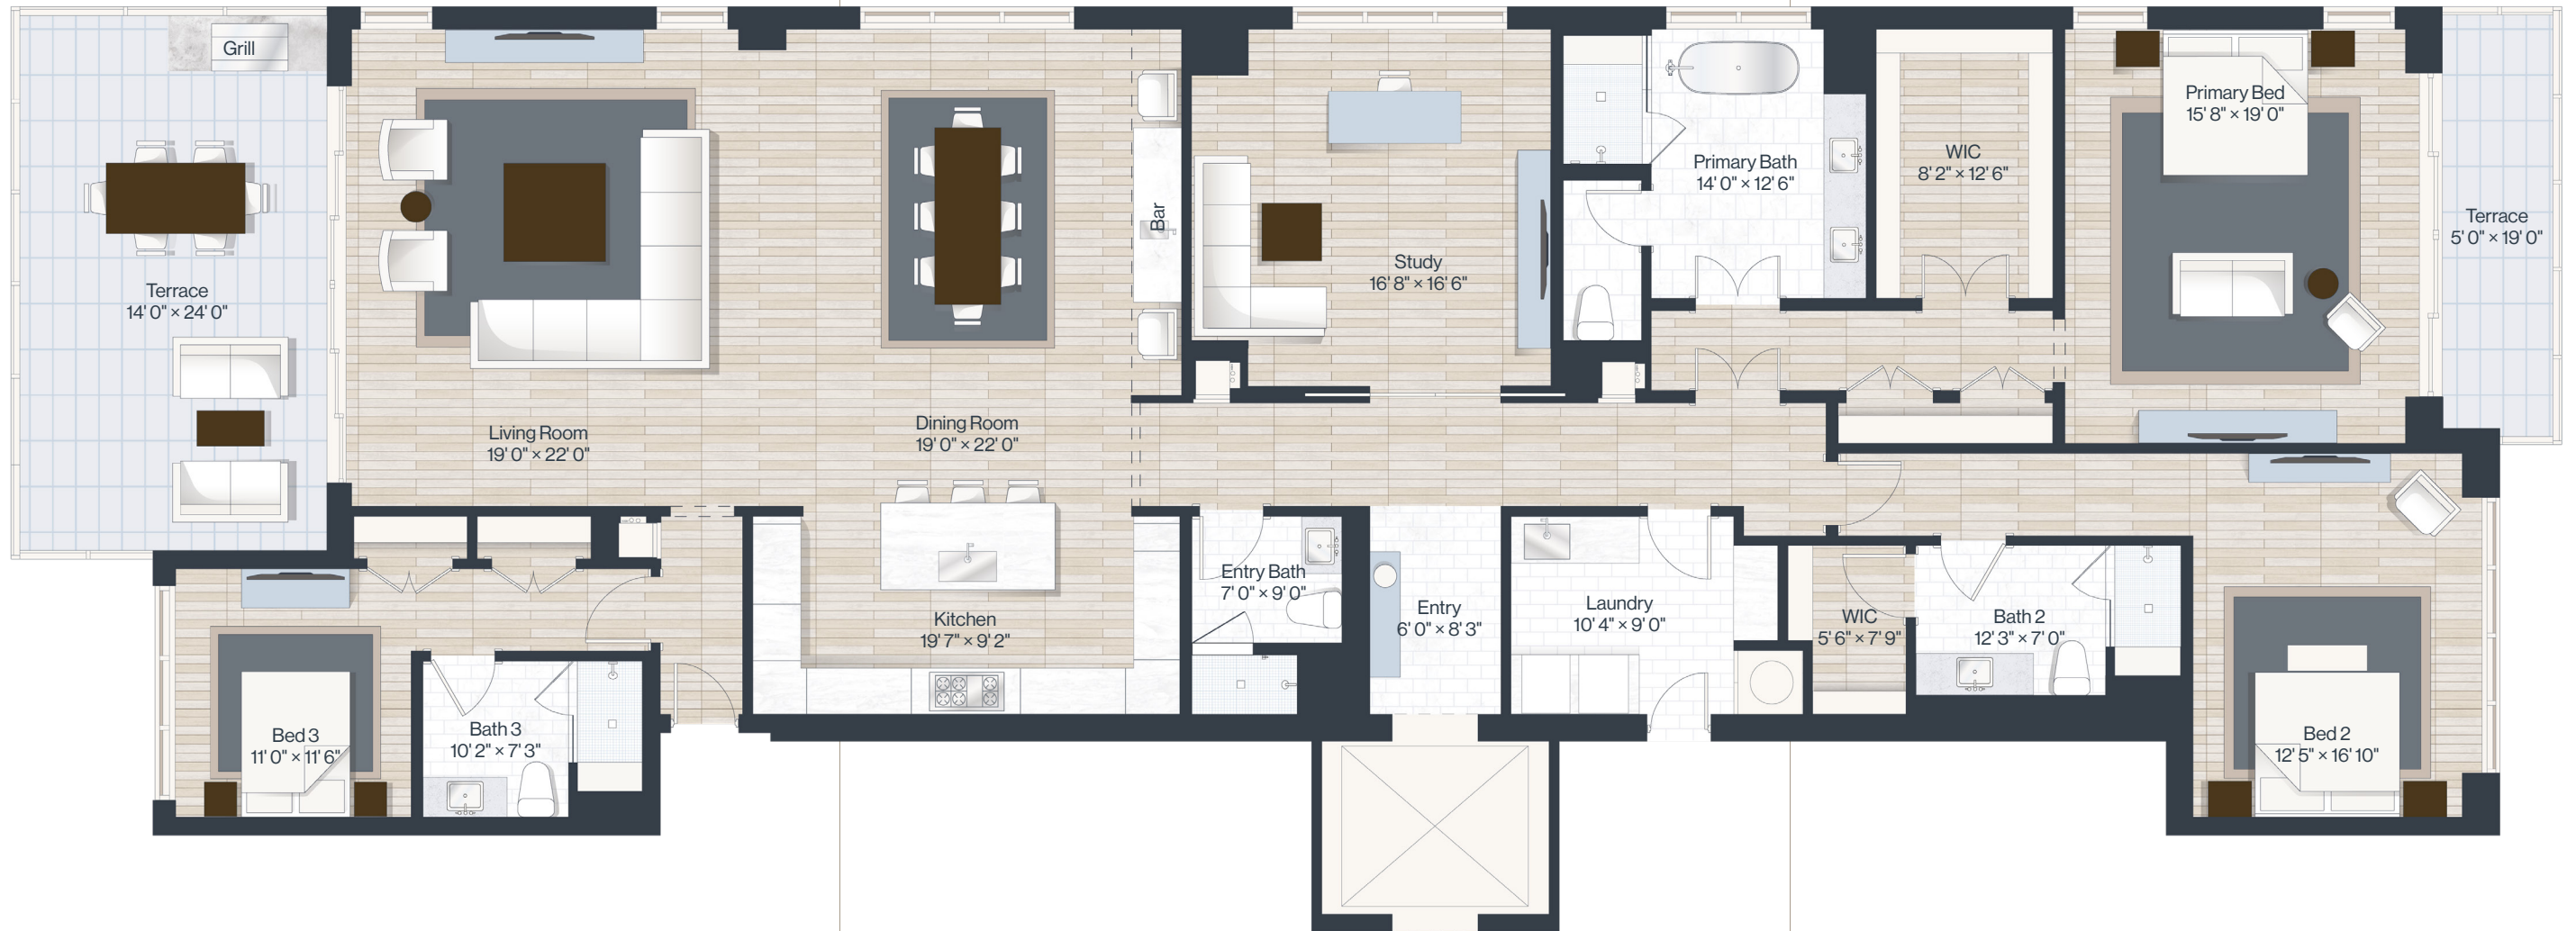 Grill
Terrace
14' 0" × 24' 0"
Living Room
19' 0" × 22' 0"
Dining Room
19' 0" × 22' 0"
Bar
Study
16' 8" × 16' 6"
Primary Bath
14' 0" × 12' 6"
WIC
8' 2" × 12' 6"
Primary Bed
15' 8" × 19' 0"
Terrace
5' 0" × 19' 0"
Bed 3
11' 0" × 11' 6"
Bath 3
10' 2" × 7' 3"
Kitchen
19' 7" × 9' 2"
Entry Bath
7' 0" × 9' 0"
Entry
6' 0" × 8' 3"
Laundry
10' 4" × 9' 0"
WIC
5' 6" × 7' 9"
Bath 2
12' 3" × 7' 0"
Bed 2
12' 5" × 16' 10"